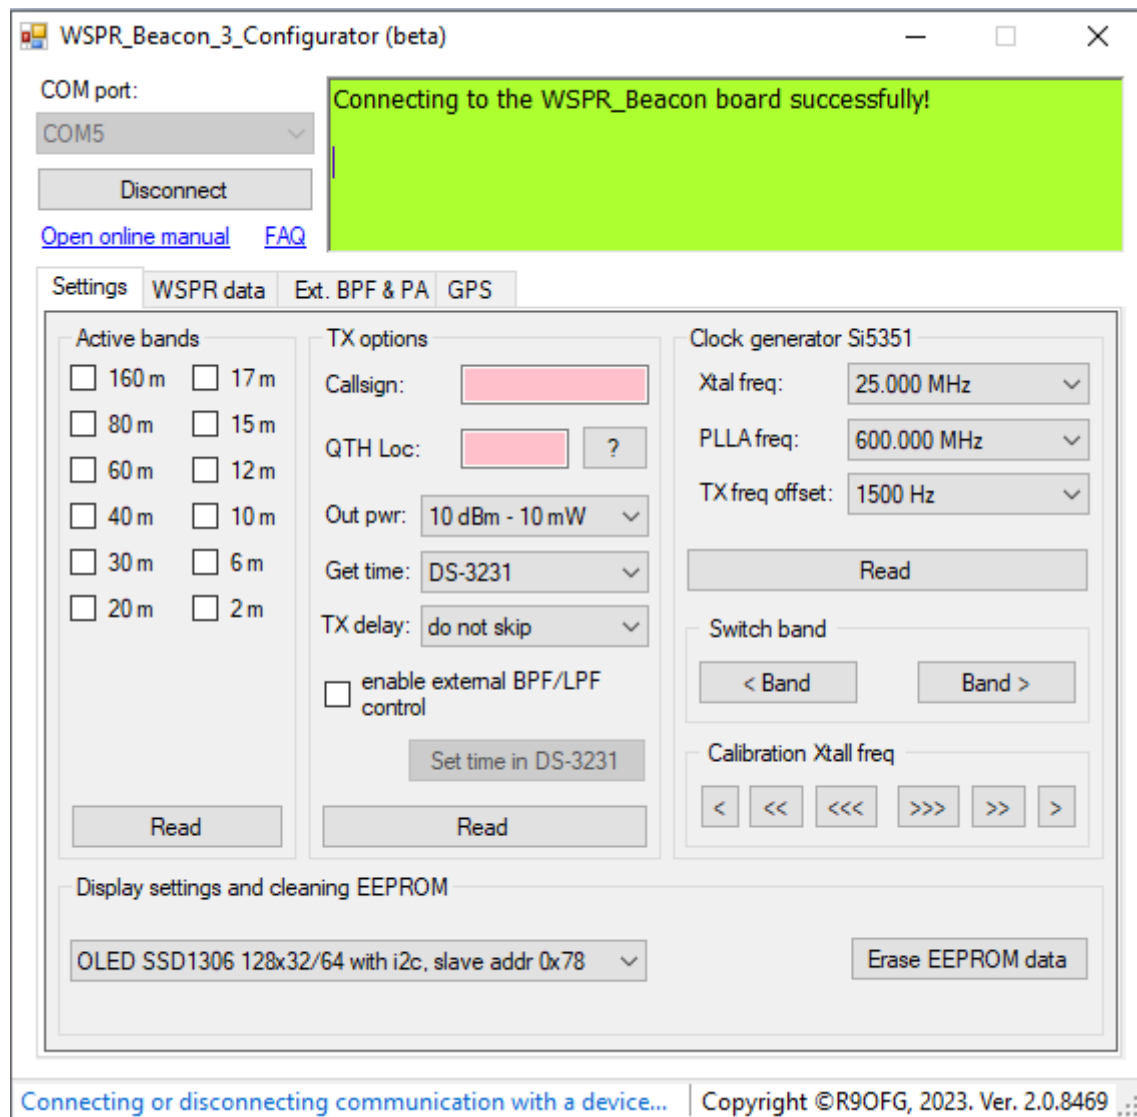 WSPR_Beacon_3_Configurator (beta)
COM port:
COM5
Disconnect
Open online manual FAQ
Connecting to the WSPR_Beacon board successfully!
Settings WSPR data Ext. BPF & PA GPS
Active bands
160 m 17 m
80 m 15 m
60 m 12 m
40 m 10 m
30 m 6 m
20 m 2 m
Read
TX options
Callsign:
QTH Loc: ?
Out pwr: 10 dBm - 10 mW
Get time: DS-3231
TX delay: do not skip
enable external BPF/LPF
control
Set time in DS-3231
Read
Clock generator Si5351
Xtal freq: 25.000 MHz
PLLA freq: 600.000 MHz
TX freq offset: 1500 Hz
Read
Switch band
< Band Band >
Calibration Xtall freq
< << <<< >>> >> >
Display settings and cleaning EEPROM
OLED SSD1306 128x32/64 with i2c, slave addr 0x78
Erase EEPROM data
Connecting or disconnecting communication with a device...
Copyright ©R9OFG, 2023. Ver. 2.0.8469